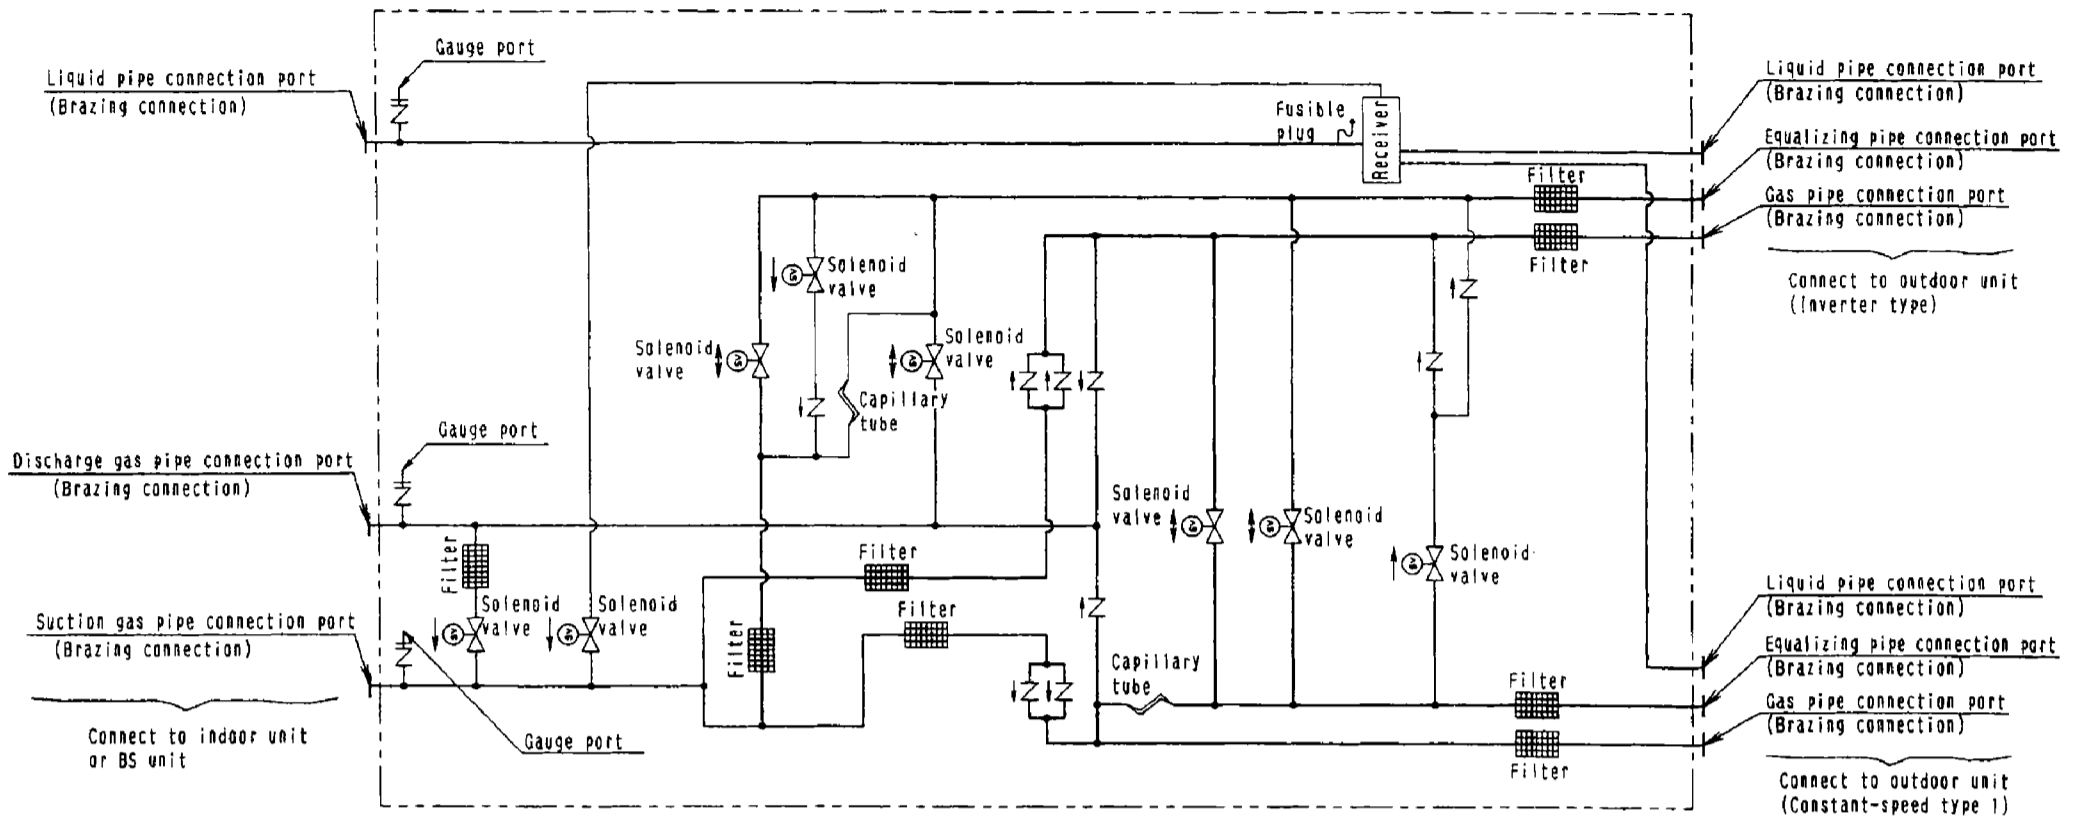 Gauge port
Liquid pipe connection port
(Brazing connection)
Fusible
plug
Receiver
Liquid pipe connection port
(Brazing connection)
Equalizing pipe connection port
(Brazing connection)
Filter
Gas pipe connection port
(Brazing connection)
Filter
Connect to outdoor unit
(Inverter type)
Solenoid
valve
Solenoid
valve
Solenoid
valve
Capillary
tube
Gauge port
Discharge gas pipe connection port
(Brazing connection)
Solenoid
valve
Solenoid
valve
Solenoid
valve
Filter
Filter
Filter
Filter
Solenoid
valve
Solenoid
valve
Suction gas pipe connection port
(Brazing connection)
Capillary
tube
Gauge port
Connect to indoor unit
or BS unit
Liquid pipe connection port
(Brazing connection)
Equalizing pipe connection port
(Brazing connection)
Filter
Gas pipe connection port
(Brazing connection)
Filter
Connect to outdoor unit
(Constant-speed type 1)